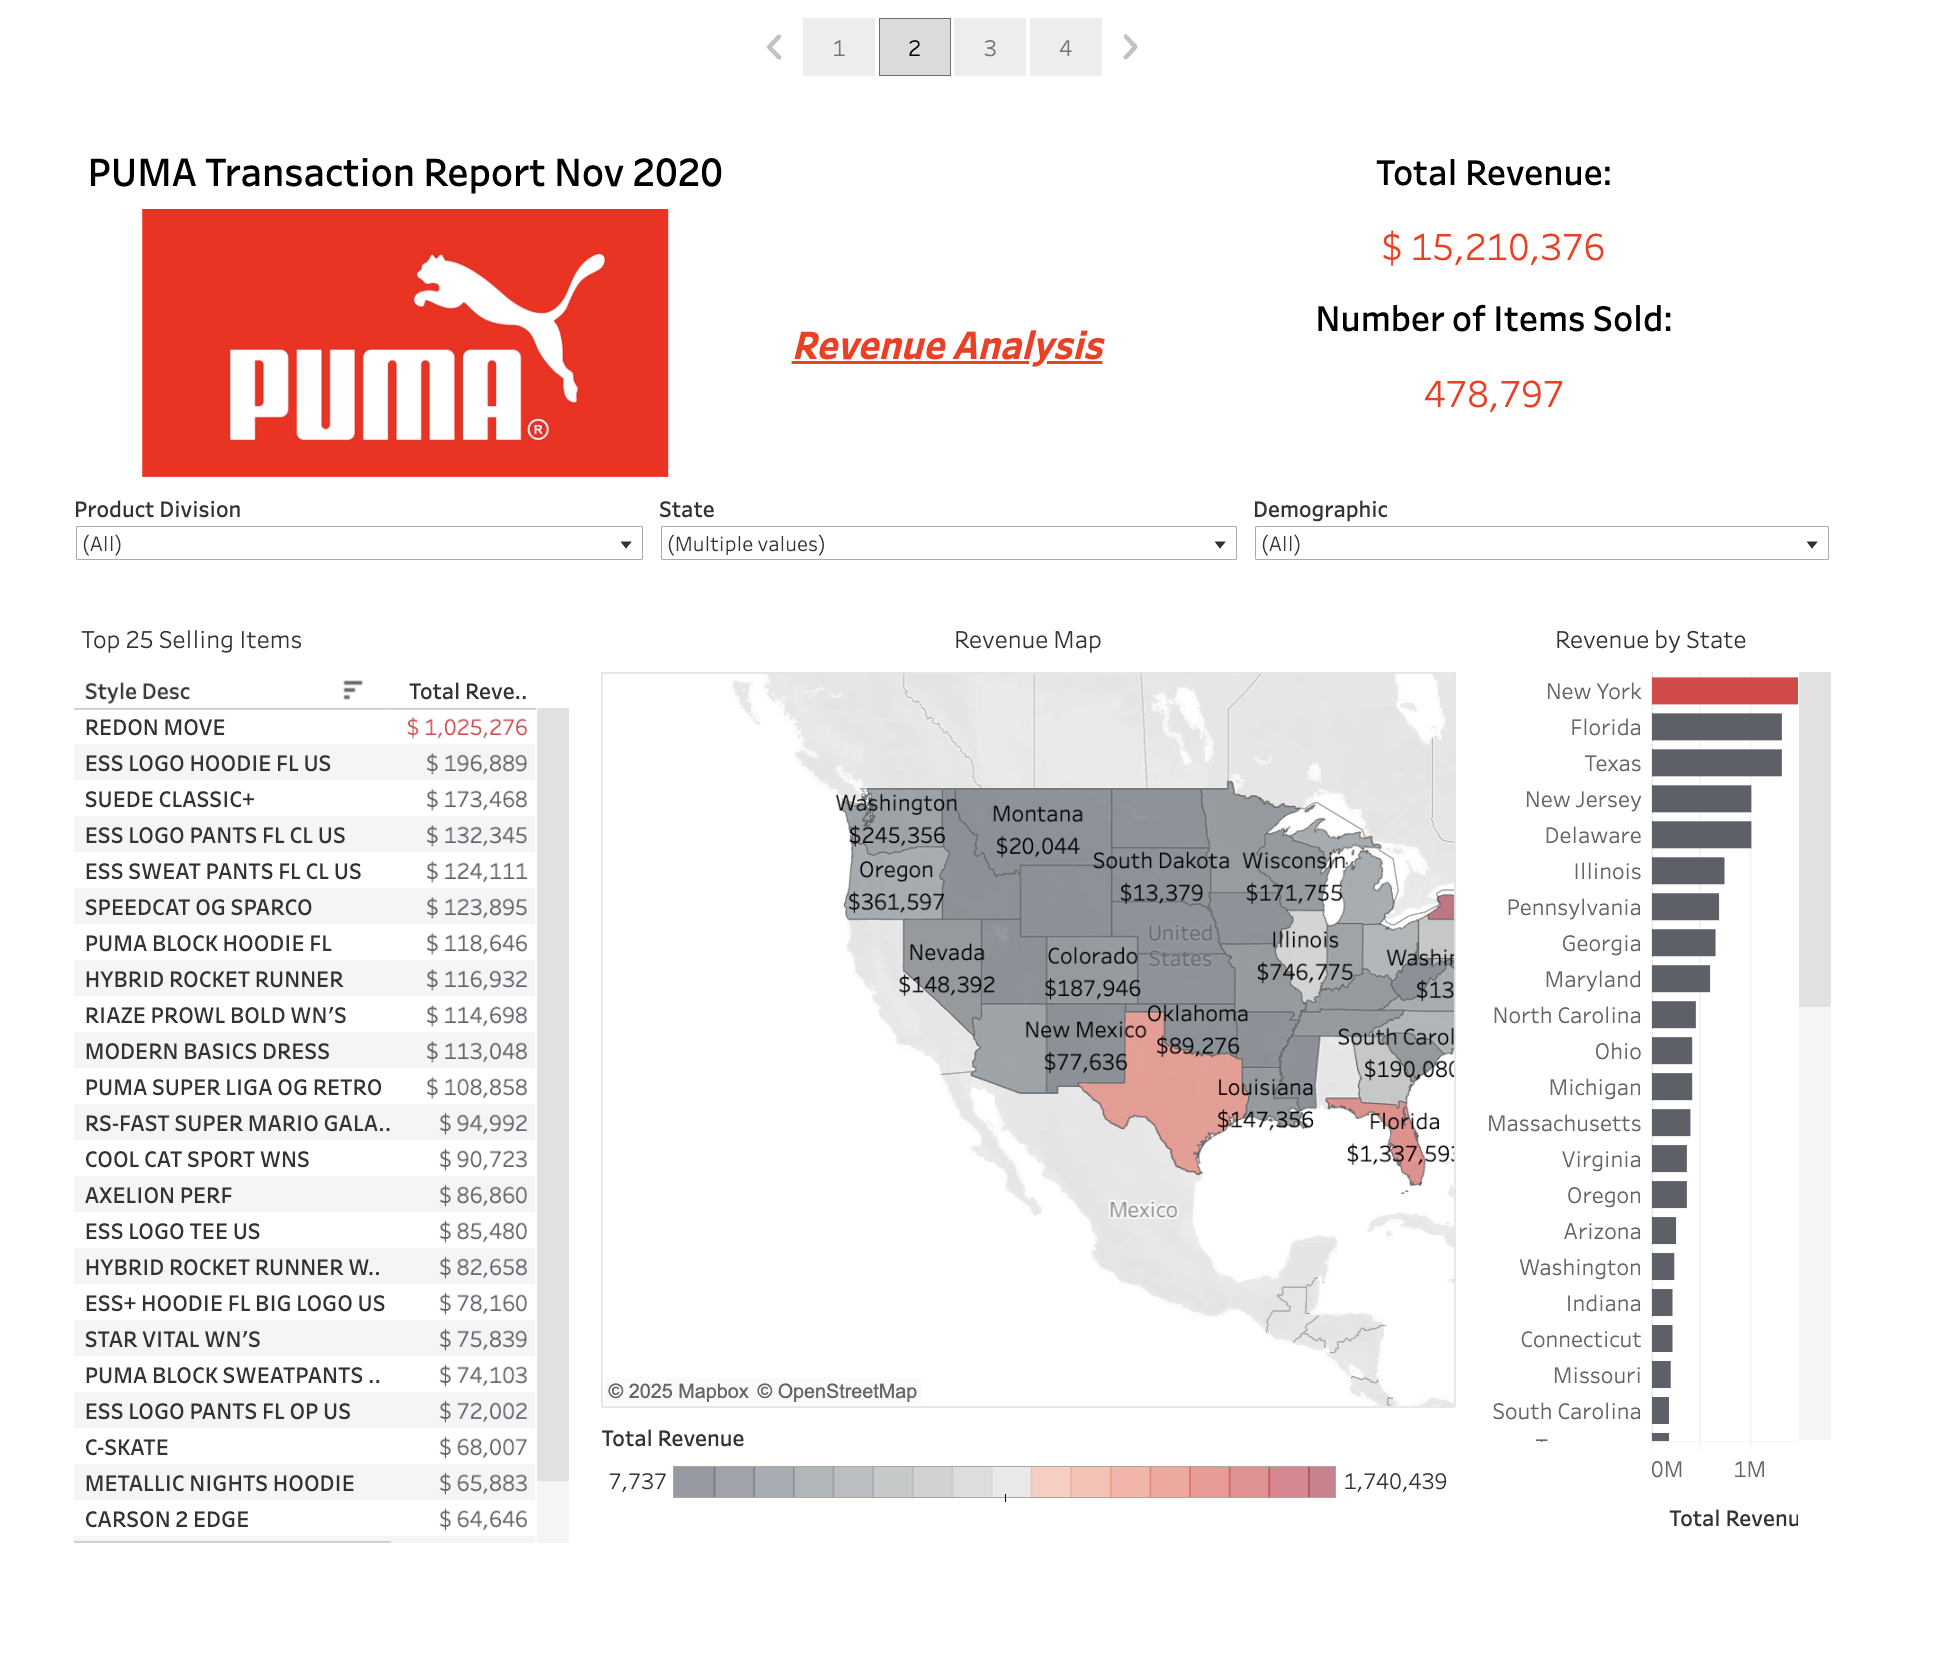 1 2 3 4
PUMA Transaction Report Nov 2020
PUMA®
Revenue Analysis
Total Revenue:
$ 15,210,376
Number of Items Sold:
478,797
Product Division
(All)
State
(Multiple values)
Demographic
(All)
Top 25 Selling Items
Style Desc Total Reve..
REDON MOVE $ 1,025,276
ESS LOGO HOODIE FL US $ 196,889
SUEDE CLASSIC+ $ 173,468
ESS LOGO PANTS FL CL US $ 132,345
ESS SWEAT PANTS FL CL US $ 124,111
SPEEDCAT OG SPARCO $ 123,895
PUMA BLOCK HOODIE FL $ 118,646
HYBRID ROCKET RUNNER $ 116,932
RIAZE PROWL BOLD WN'S $ 114,698
MODERN BASICS DRESS $ 113,048
PUMA SUPER LIGA OG RETRO $ 108,858
RS-FAST SUPER MARIO GALA.. $ 94,992
COOL CAT SPORT WNS $ 90,723
AXELION PERF $ 86,860
ESS LOGO TEE US $ 85,480
HYBRID ROCKET RUNNER W.. $ 82,658
ESS+ HOODIE FL BIG LOGO US $ 78,160
STAR VITAL WN'S $ 75,839
PUMA BLOCK SWEATPANTS .. $ 74,103
ESS LOGO PANTS FL OP US $ 72,002
C-SKATE $ 68,007
METALLIC NIGHTS HOODIE $ 65,883
CARSON 2 EDGE $ 64,646
Revenue Map
Washington
$245,356
Montana
$20,044
Oregon
$361,597
South Dakota
$13,379
Wisconsin
$171,755
United
States
Nevada
$148,392
Colorado
$187,946
Illinois
$746,775
Washin
$13
New Mexico
$77,636
Oklahoma
$89,276
South Carol
$190,080
Louisiana
$147,356
Florida
$1,337,593
Mexico
© 2025 Mapbox © OpenStreetMap
Total Revenue
7,737 1,740,439
Revenue by State
New York
Florida
Texas
New Jersey
Delaware
Illinois
Pennsylvania
Georgia
Maryland
North Carolina
Ohio
Michigan
Massachusetts
Virginia
Oregon
Arizona
Washington
Indiana
Connecticut
Missouri
South Carolina
0M 1M
Total Revenu